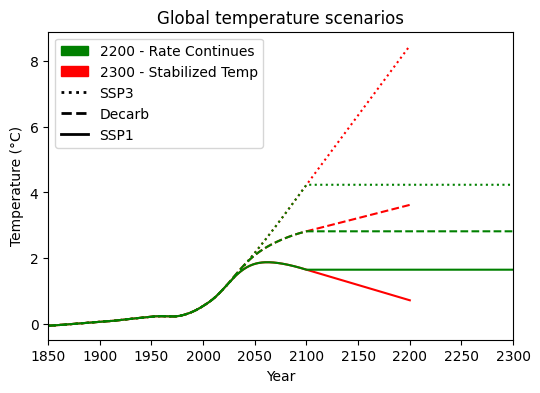 Global temperature scenarios
2200 - Rate Continues
2300 - Stabilized Temp
SSP3
Decarb
SSP1
Temperature (°C)
8
6
4
2
0
1850 1900 1950 2000 2050 2100 2150 2200 2250 2300
Year